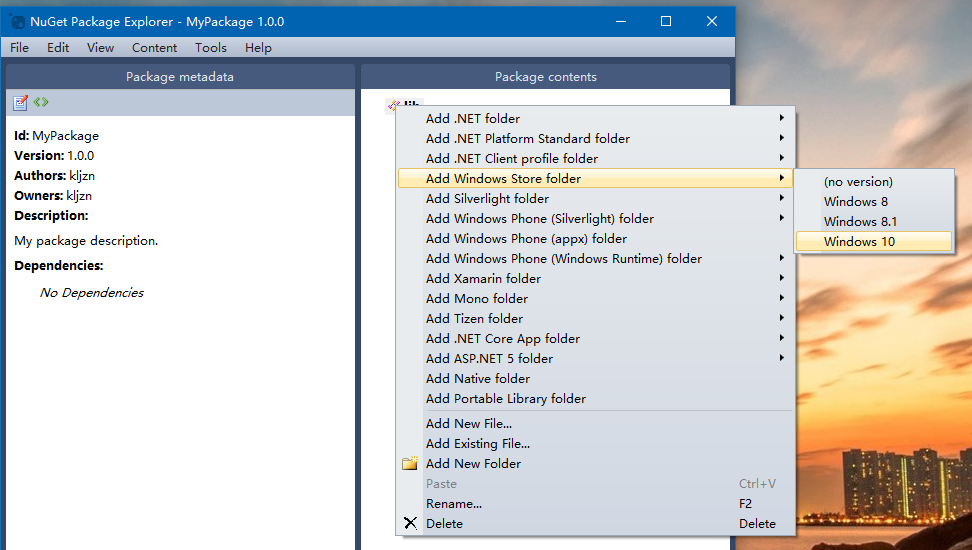 NuGet Package Explorer - MyPackage 1.0.0
File Edit View Content Tools Help
Package metadata
Id: MyPackage
Version: 1.0.0
Authors: kljzn
Owners: kljzn
Description:
My package description.
Dependencies:
No Dependencies
Package contents
lib
Add .NET folder
Add .NET Platform Standard folder
Add .NET Client profile folder
Add Windows Store folder
Add Silverlight folder
Add Windows Phone (Silverlight) folder
Add Windows Phone (appx) folder
Add Windows Phone (Windows Runtime) folder
Add Xamarin folder
Add Mono folder
Add Tizen folder
Add .NET Core App folder
Add ASP.NET 5 folder
Add Native folder
Add Portable Library folder
Add New File...
Add Existing File...
Add New Folder
Paste Ctrl+V
Rename... F2
Delete Delete
(no version)
Windows 8
Windows 8.1
Windows 10